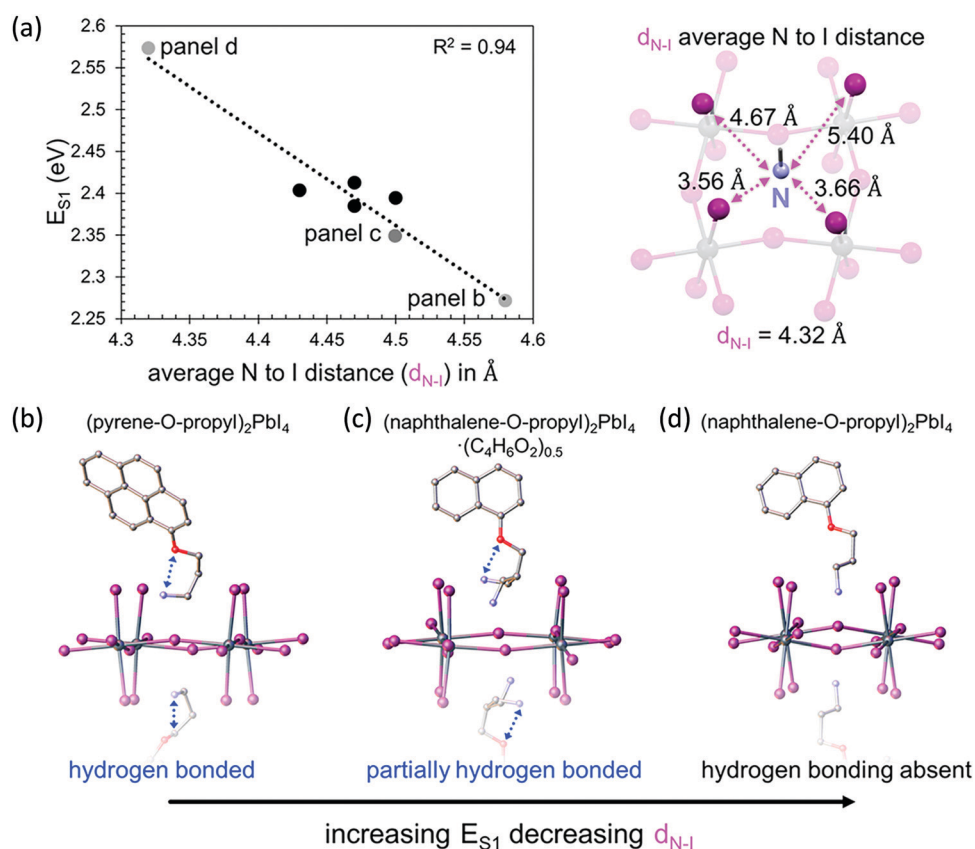 (a)
panel d
R² = 0.94
panel c
panel b
E_S1 (eV)
2.6
2.55
2.5
2.45
2.4
2.35
2.3
2.25
4.3
4.4
4.45
4.5
4.55
4.6
average N to I distance (d_N-I) in Å
d_N-I average N to I distance
4.67 Å
5.40 Å
3.56 Å
3.66 Å
N
d_N-I = 4.32 Å
(b)
(pyrene-O-propyl)₂PbI₄
hydrogen bonded
(c)
(naphthalene-O-propyl)₂PbI₄
·(C₄H₆O₂)₀.₅
partially hydrogen bonded
(d)
(naphthalene-O-propyl)₂PbI₄
hydrogen bonding absent
increasing E_S1 decreasing d_N-I